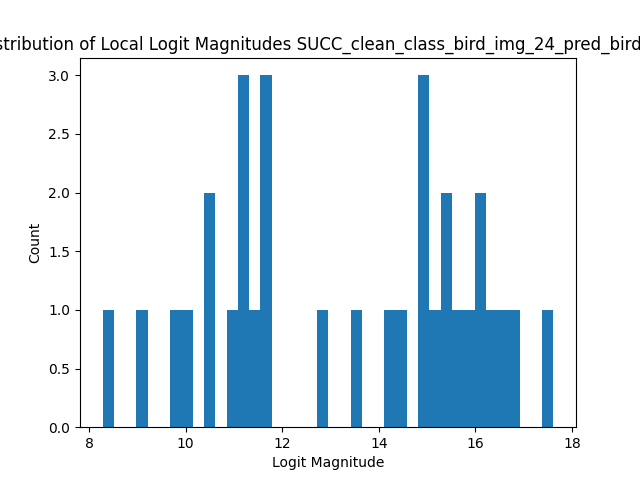 stribution of Local Logit Magnitudes SUCC_clean_class_bird_img_24_pred_bird
3.0
2.5
2.0
1.5
1.0
0.5
0.0
Count
8 10 12 14 16 18
Logit Magnitude